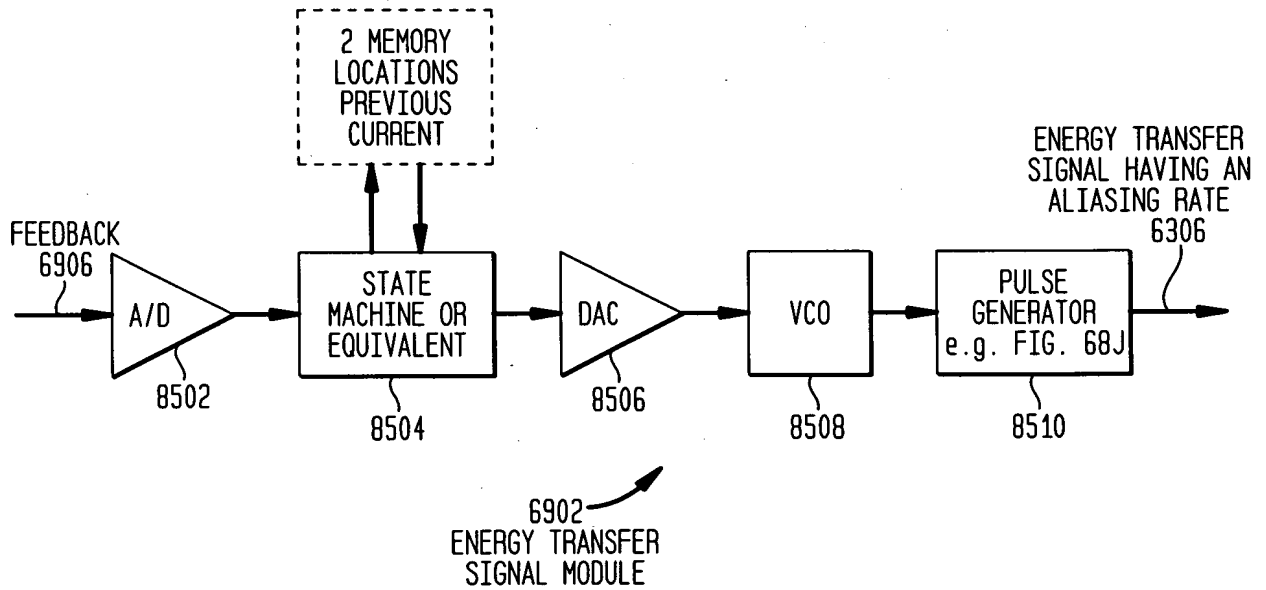 2 MEMORY
LOCATIONS
PREVIOUS
CURRENT
ENERGY TRANSFER
SIGNAL HAVING AN
ALIASING RATE
6306
FEEDBACK
6906
A/D
STATE
MACHINE OR
EQUIVALENT
DAC
VCO
PULSE
GENERATOR
e.g. FIG. 68J
8502
8504
8506
8508
8510
6902
ENERGY TRANSFER
SIGNAL MODULE